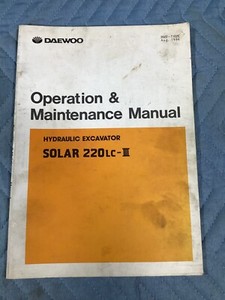 DAEWOO
Operation &
Maintenance Manual
HYDRAULIC EXCAVATOR
SOLAR 220LC-III